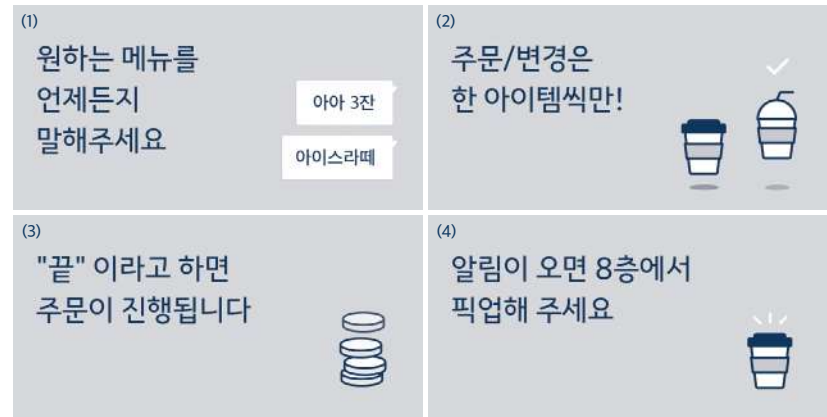 (1)
원하는 메뉴를
언제든지
말해주세요
아아 3잔
아이스라떼
(2)
주문/변경은
한 아이템씩만!
(3)
"끝" 이라고 하면
주문이 진행됩니다
(4)
알림이 오면 8층에서
픽업해 주세요